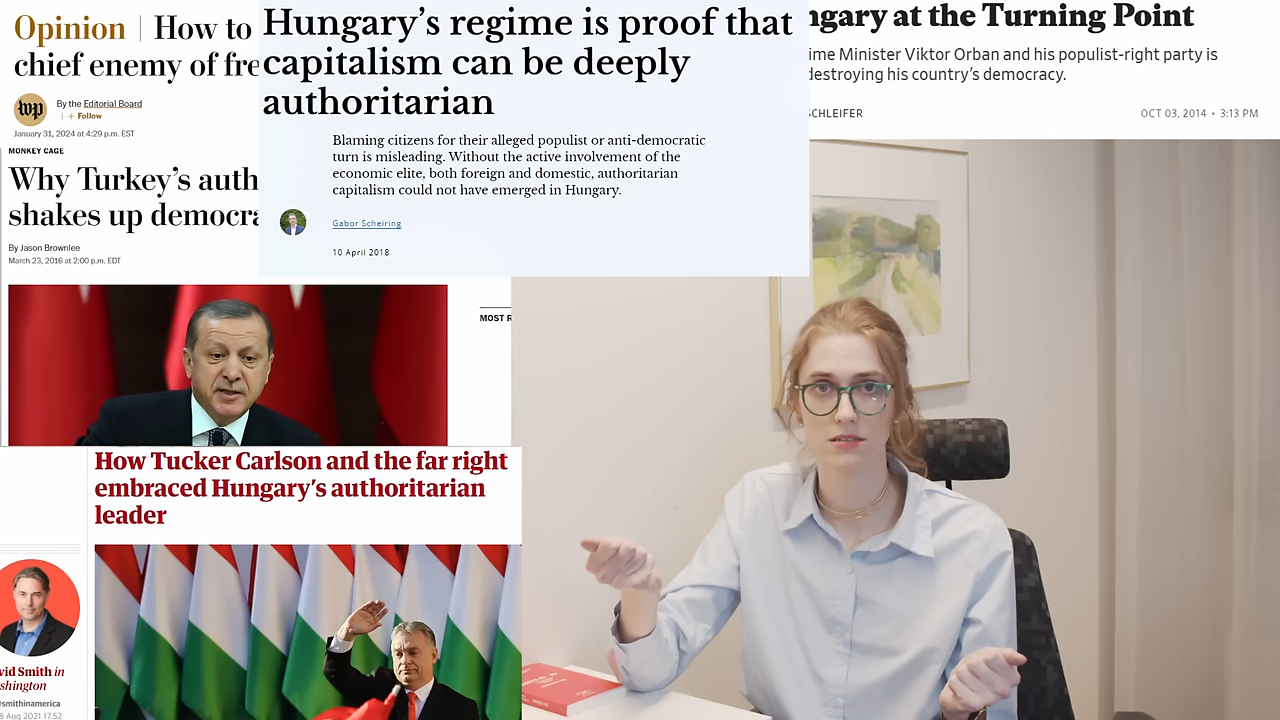 Opinion | How to
chief enemy of fre
By the Editorial Board
+ Follow
January 31, 2024 at 4:29 p.m. EST
MONKEY CAGE
Why Turkey's auth
shakes up democra
By Jason Brownlee
March 23, 2016 at 2:00 p.m. EDT
MOST R
Hungary's regime is proof that
capitalism can be deeply
authoritarian
Blaming citizens for their alleged populist or anti-democratic
turn is misleading. Without the active involvement of the
economic elite, both foreign and domestic, authoritarian
capitalism could not have emerged in Hungary.
Gabor Scheiring
10 April 2018
ngary at the Turning Point
ime Minister Viktor Orban and his populist-right party is
destroying his country's democracy.
SCHLEIFER
OCT 03, 2014 • 3:13 PM
How Tucker Carlson and the far right
embraced Hungary's authoritarian
leader
vid Smith in
shington
smithinamerica
8 Aug 2021 17.52